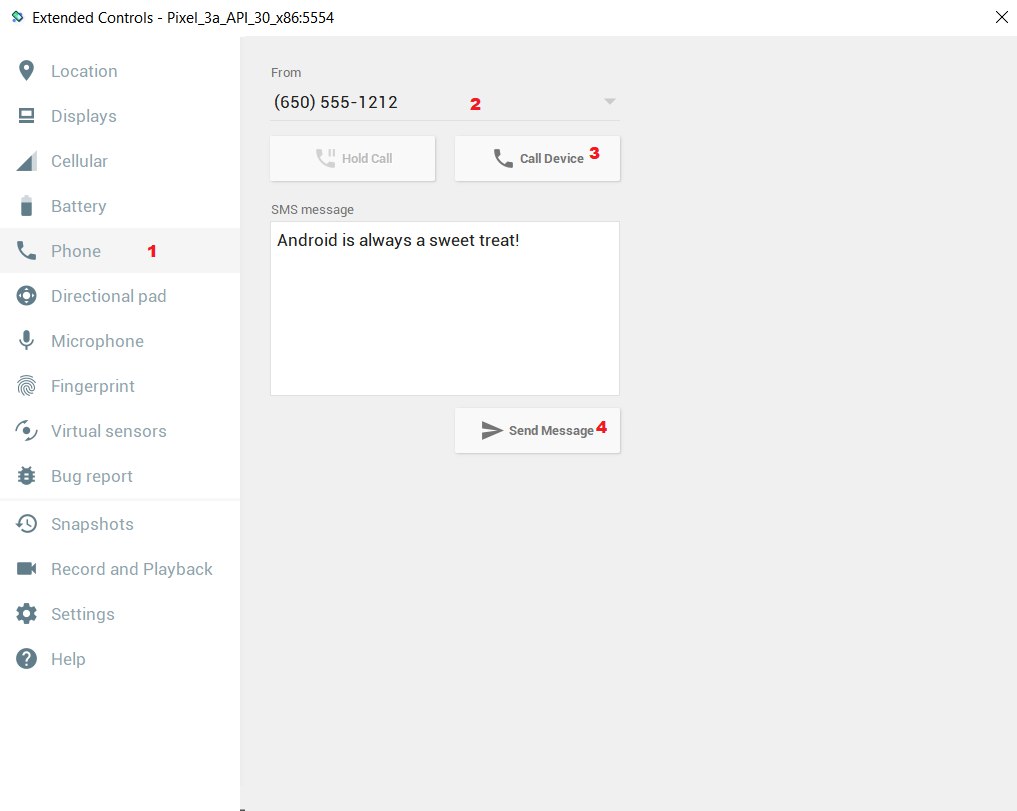 Extended Controls - Pixel_3a_API_30_x86:5554
Location
Displays
Cellular
Battery
Phone 1
Directional pad
Microphone
Fingerprint
Virtual sensors
Bug report
Snapshots
Record and Playback
Settings
Help
From
(650) 555-1212 2
Hold Call
Call Device 3
SMS message
Android is always a sweet treat!
Send Message 4